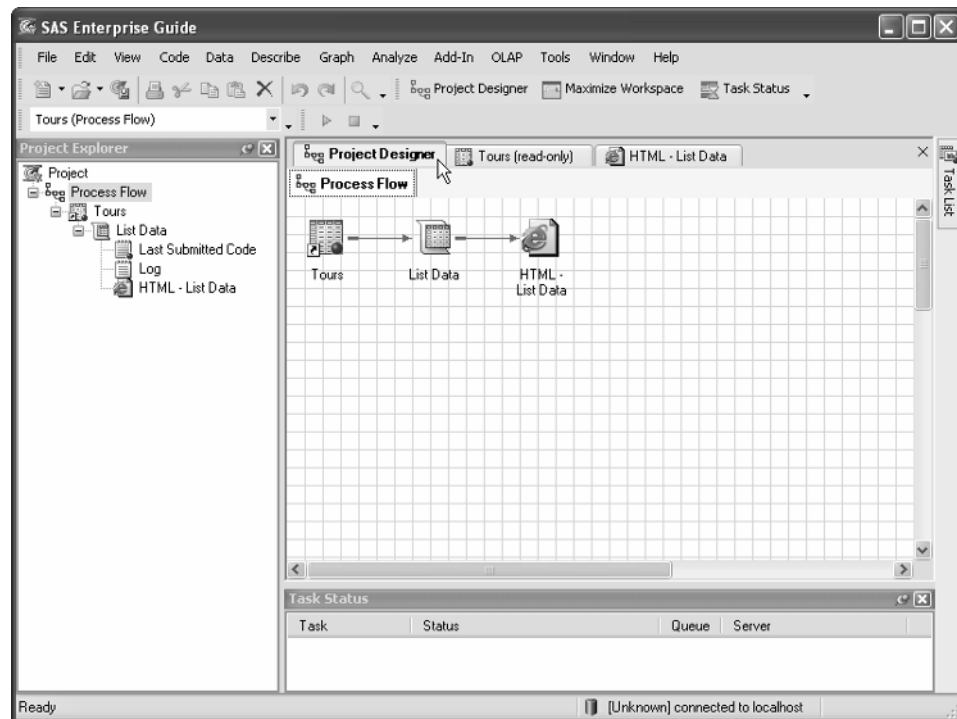 SAS Enterprise Guide
File Edit View Code Data Describe Graph Analyze Add-In OLAP Tools Window Help
Project Designer Maximize Workspace Task Status
Tours (Process Flow)
Project Explorer
Project
Process Flow
Tours
List Data
Last Submitted Code
Log
HTML - List Data
Project Designer Tours (read-only) HTML - List Data
Process Flow
Tours List Data HTML -
List Data
Task List
Task Status
Task Status Queue Server
Ready [Unknown] connected to localhost